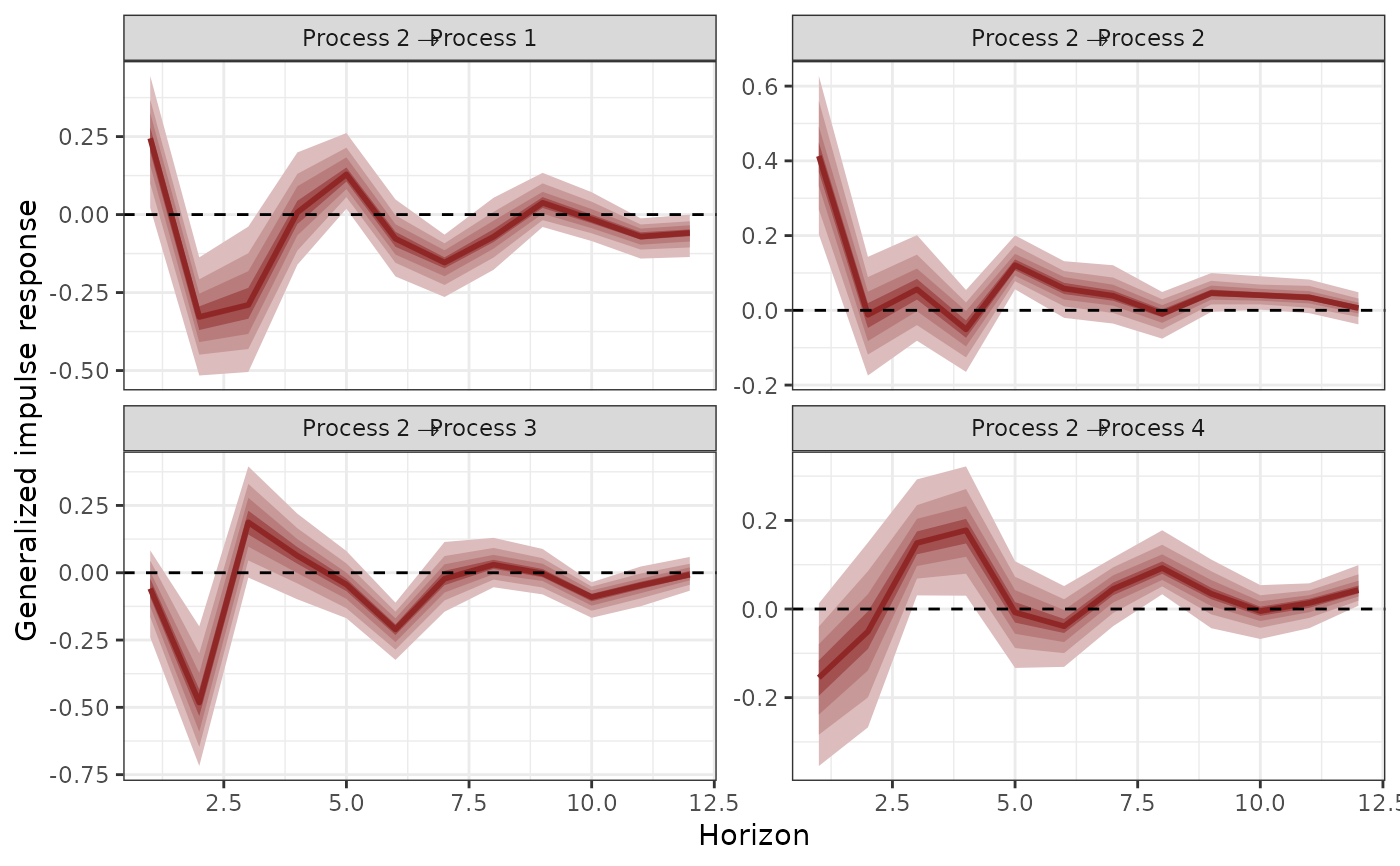 Process 2 → Process 1
Process 2 → Process 2
0.25
0.00
-0.25
-0.50
0.6
0.4
0.2
0.0
-0.2
Generalized impulse response
Process 2 → Process 3
Process 2 → Process 4
0.25
0.00
-0.25
-0.50
-0.75
0.2
0.0
-0.2
2.5 5.0 7.5 10.0 12.5
2.5 5.0 7.5 10.0 12.5
Horizon